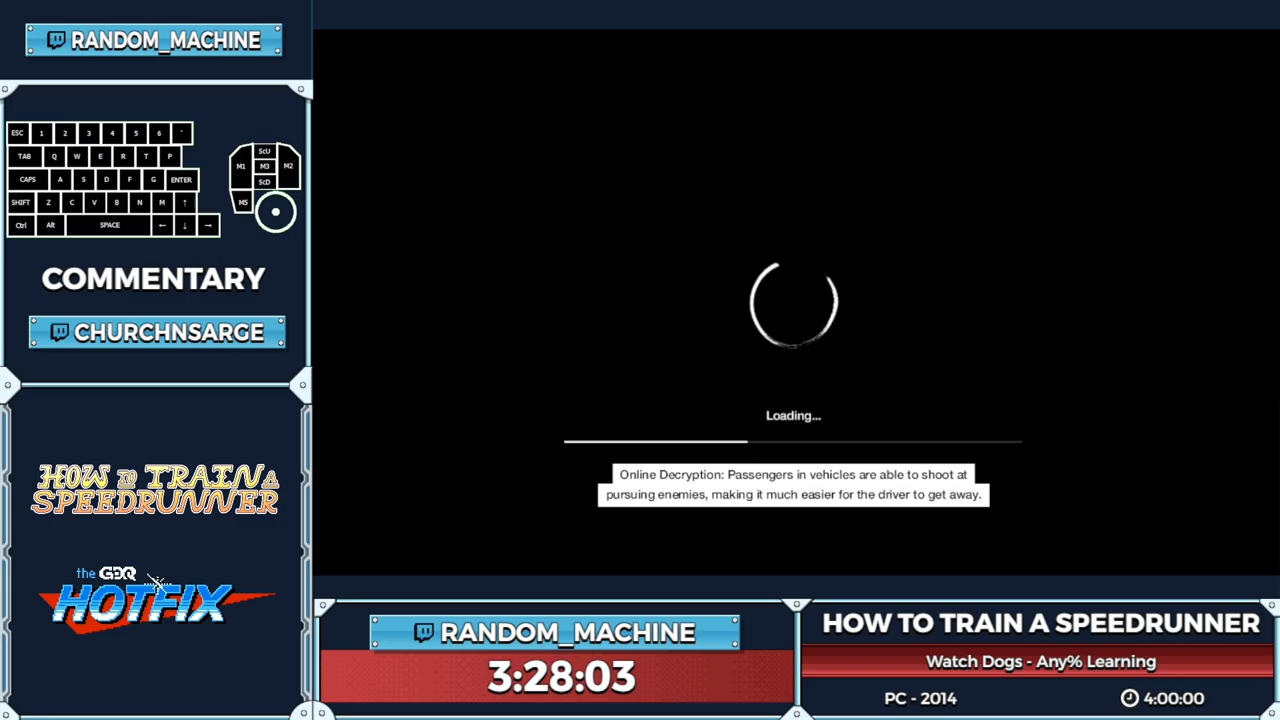 RANDOM_MACHINE
ESC 1 2 3 4 5 6 `
TAB Q W E R T P
CAPS A S D F G ENTER
SHIFT Z C V B N M ↑
Ctrl Alt SPACE ← ↓ →
ScU
M1 M3 M2
ScD
M5
COMMENTARY
CHURCHNSARGE
HOW TO TRAIN A
SPEEDRUNNER
the GDQ
HOTFIX
Loading...
Online Decryption: Passengers in vehicles are able to shoot at
pursuing enemies, making it much easier for the driver to get away.
RANDOM_MACHINE
3:28:03
HOW TO TRAIN A SPEEDRUNNER
Watch Dogs - Any% Learning
PC - 2014
4:00:00